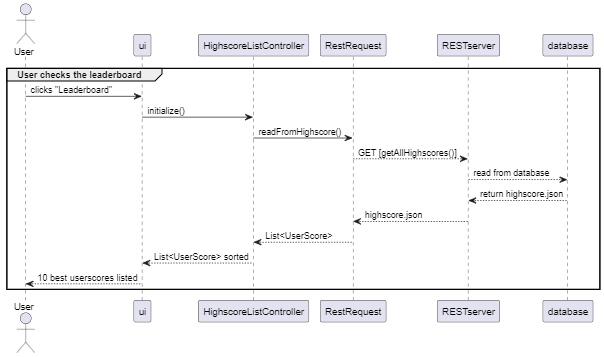 User
ui
HighscoreListController
RestRequest
RESTserver
database
User checks the leaderboard
clicks "Leaderboard"
initialize()
readFromHighscore()
GET [getAllHighscores()]
read from database
return highscore.json
highscore.json
List<UserScore>
List<UserScore> sorted
10 best userscores listed
User
ui
HighscoreListController
RestRequest
RESTserver
database